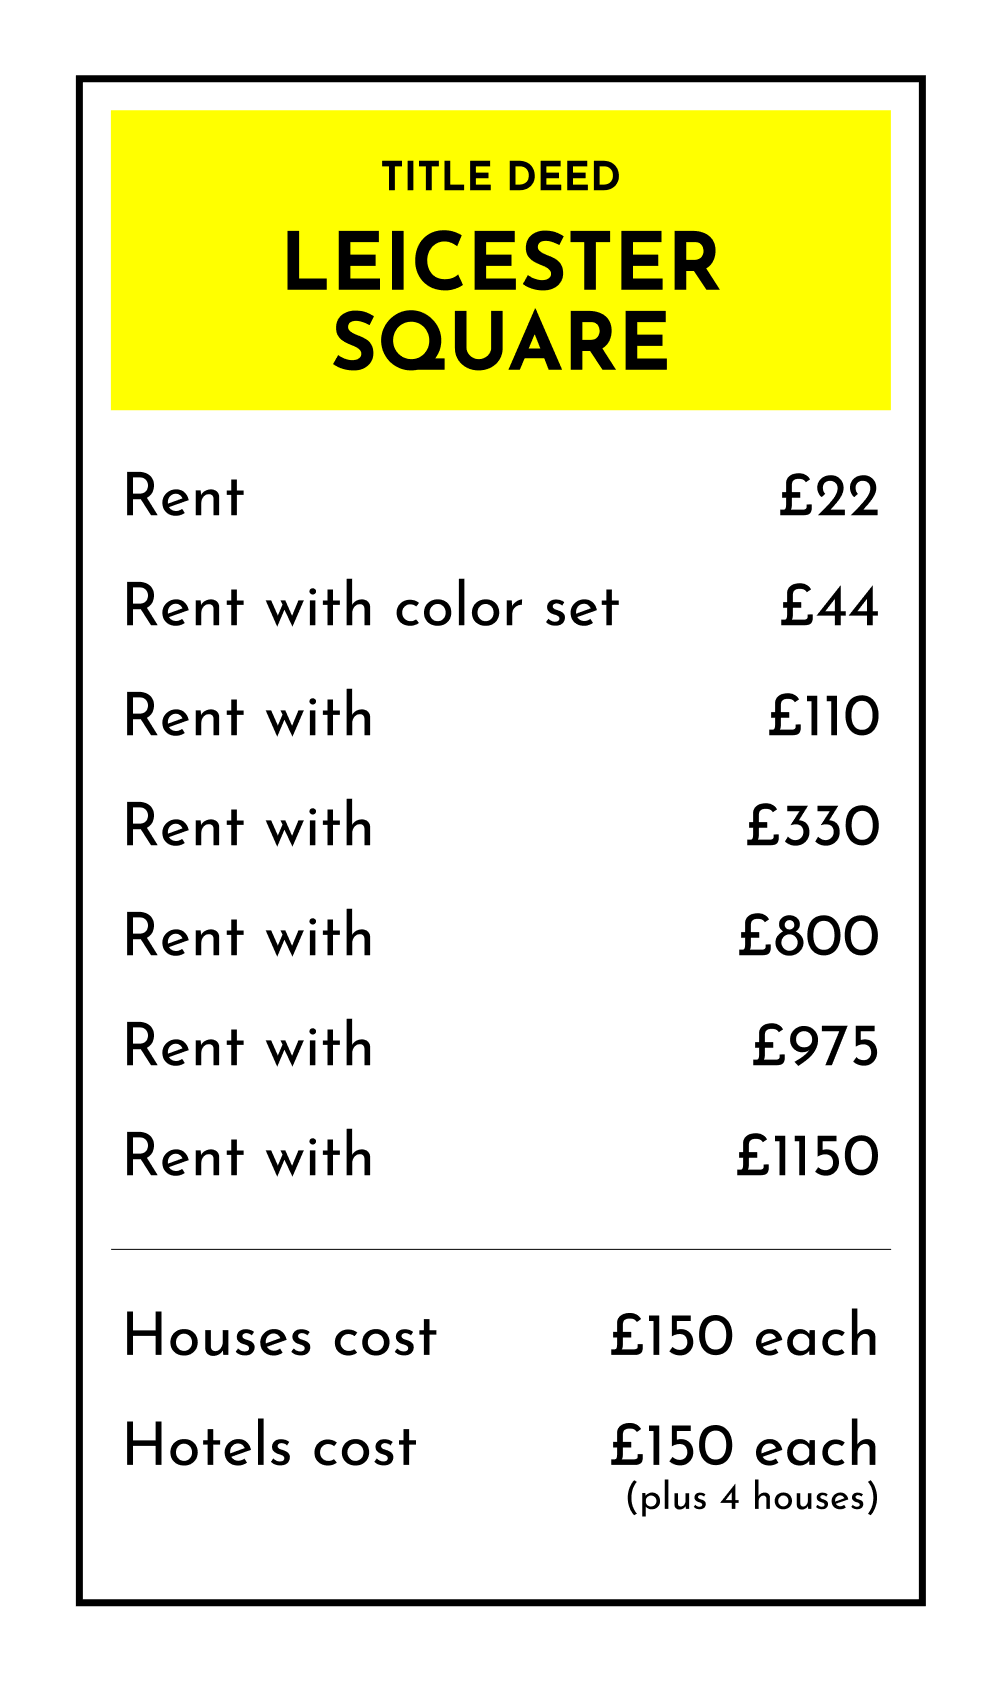 TITLE DEED
LEICESTER
SQUARE
Rent £22
Rent with color set £44
Rent with £110
Rent with £330
Rent with £800
Rent with £975
Rent with £1150
Houses cost £150 each
Hotels cost £150 each
(plus 4 houses)